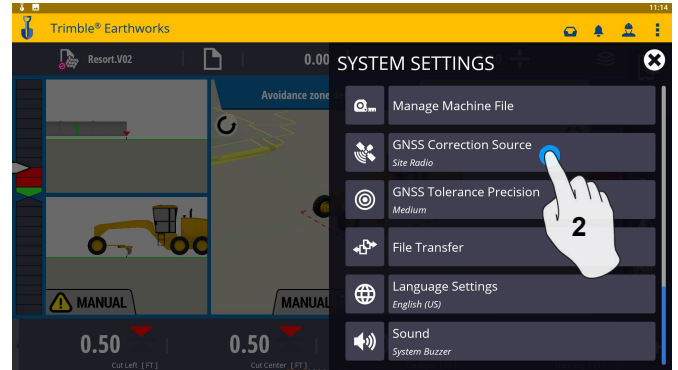 11:14
Trimble® Earthworks
Resort.V02
0.00
SYSTEM SETTINGS
Avoidance zone
Manage Machine File
GNSS Correction Source
Site Radio
GNSS Tolerance Precision
Medium
2
File Transfer
Language Settings
English (US)
MANUAL
MANUAL
Sound
System Buzzer
0.50
0.50
Cut Left [FT]
Cut Center [FT]